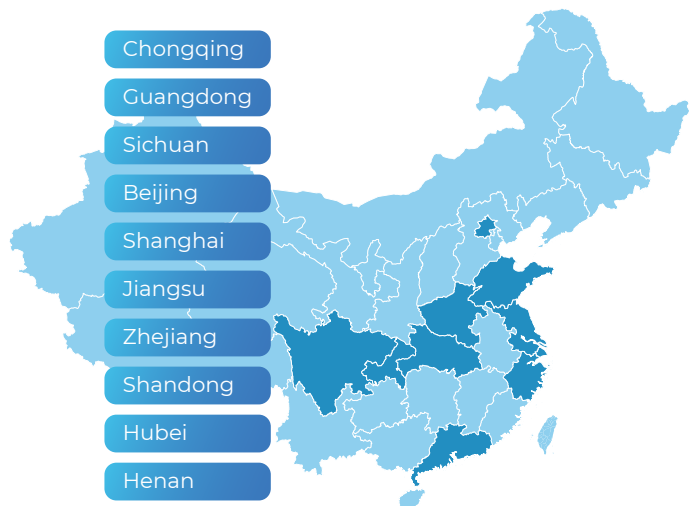 Chongqing
Guangdong
Sichuan
Beijing
Shanghai
Jiangsu
Zhejiang
Shandong
Hubei
Henan